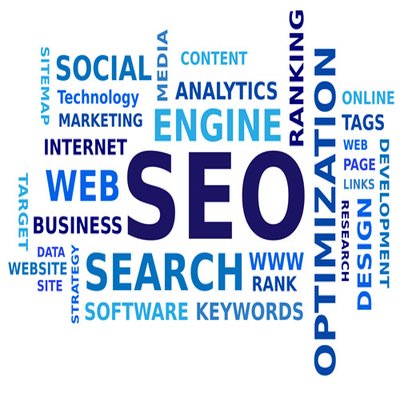 SITEMAP
SOCIAL
MEDIA
CONTENT
RANKING
Technology
ANALYTICS
MARKETING
ENGINE
OPTIMIZATION
ONLINE
TAGS
INTERNET
WEB
PAGE
LINKS
DEVELOPMENT
SEO
WEB
TARGET
BUSINESS
RESEARCH
DESIGN
DATA
WEBSITE
SITE
STRATEGY
SEARCH
WWW
RANK
SOFTWARE
KEYWORDS